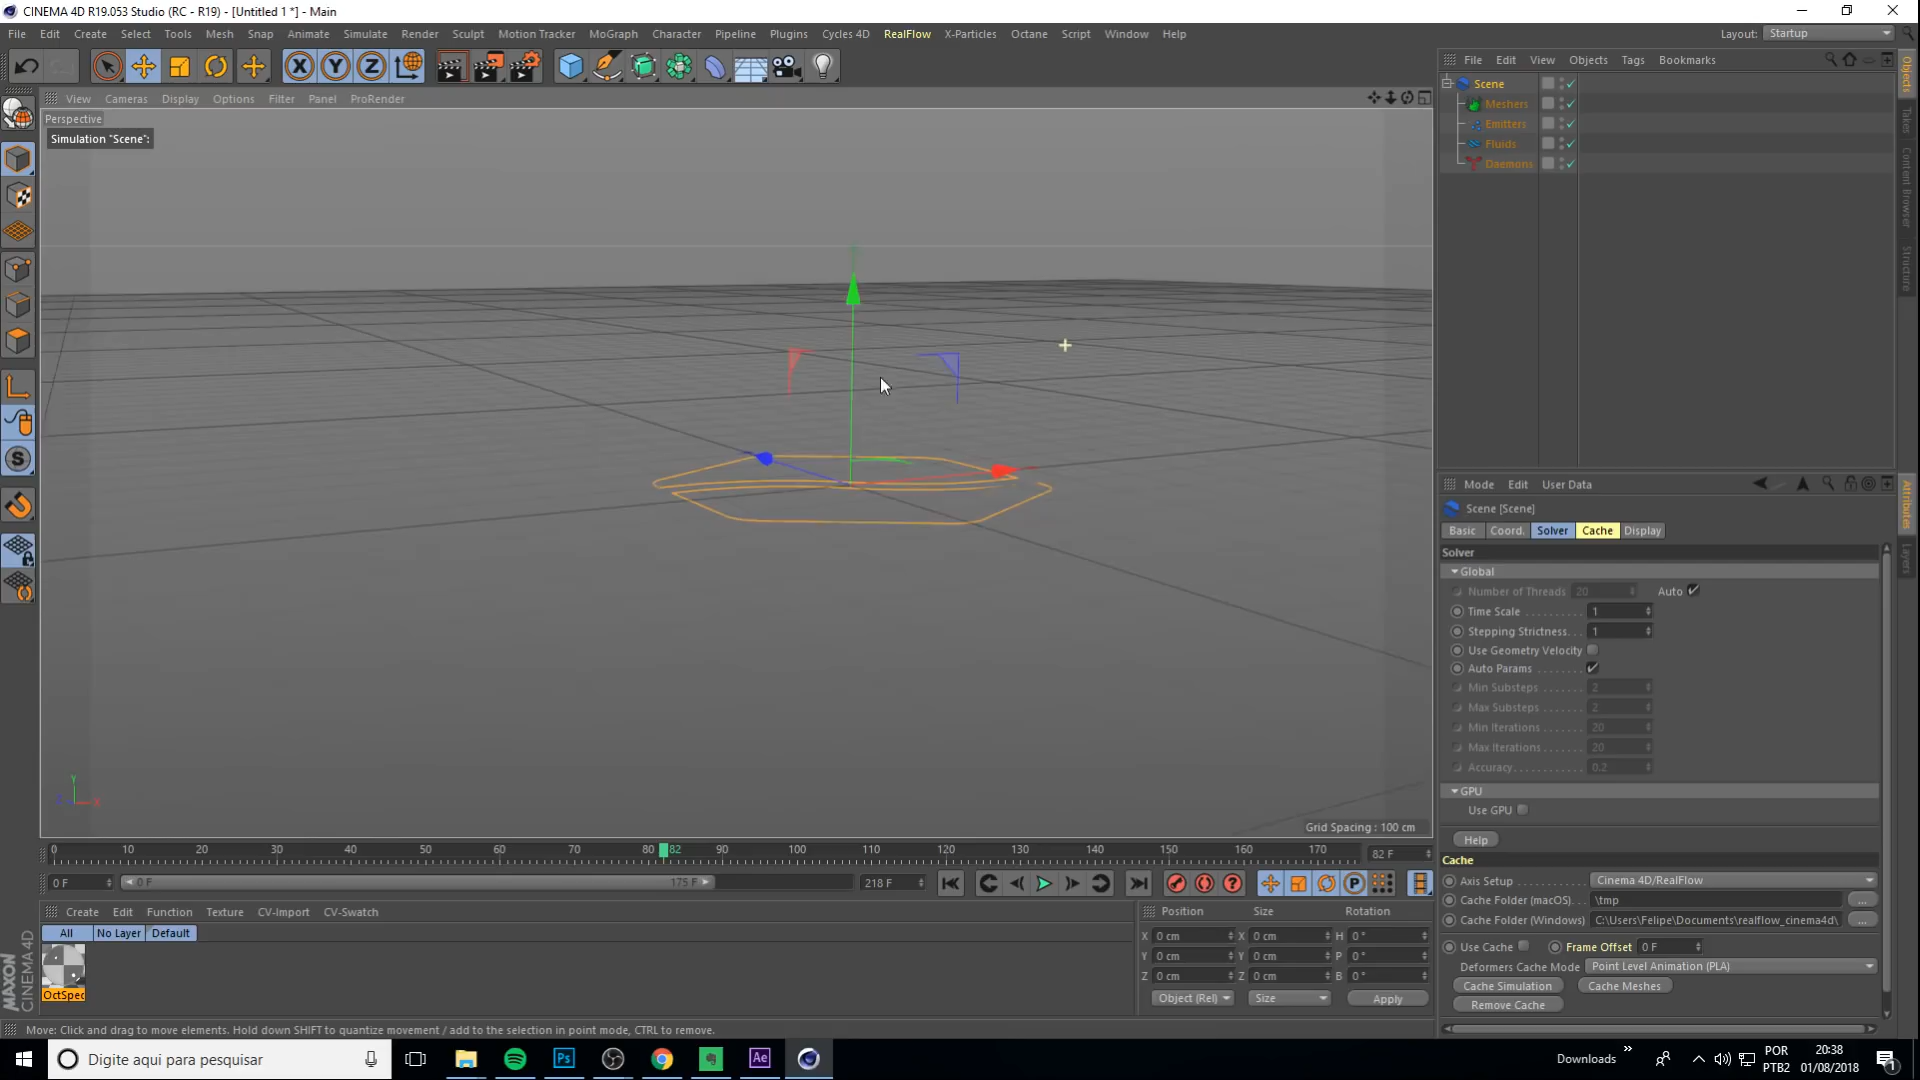 CINEMA 4D R19.053 Studio (RC - R19) - [Untitled 1 *] - Main
File Edit Create Select Tools Mesh Snap Animate Simulate Render Sculpt Motion Tracker MoGraph Character Pipeline Plugins Cycles 4D RealFlow X-Particles Octane Script Window Help
Layout: Startup
View Cameras Display Options Filter Panel ProRender
Perspective
Simulation "Scene":
Grid Spacing : 100 cm
Y
Z X
File Edit View Objects Tags Bookmarks
Scene
Meshers
Emitters
Fluids
Daemons
Objects
Takes
Content Browser
Structure
Mode Edit User Data
Scene [Scene]
Basic Coord. Solver Cache Display
Attributes
Layers
Solver
Global
Number of Threads 20 Auto
Time Scale 1
Stepping Strictness 1
Use Geometry Velocity
Auto Params
Min Substeps 2
Max Substeps 2
Min Iterations 20
Max Iterations 20
Accuracy 0.2
GPU
Use GPU
Help
Cache
Axis Setup Cinema 4D/RealFlow
Cache Folder (macOS) \tmp ...
Cache Folder (Windows) C:\Users\Felipe\Documents\realflow_cinema4d\ ...
Use Cache Frame Offset 0 F
Deformers Cache Mode Point Level Animation (PLA)
Cache Simulation Cache Meshes
Remove Cache
0 10 20 30 40 50 60 70 80 82 90 100 110 120 130 140 150 160 170 82 F
0 F 0 F 175 F 218 F
Create Edit Function Texture CV-Import CV-Swatch
All No Layer Default
OctSpec
MAXON CINEMA 4D
Position Size Rotation
X 0 cm X 0 cm H 0 °
Y 0 cm Y 0 cm P 0 °
Z 0 cm Z 0 cm B 0 °
Object (Rel) Size Apply
Move: Click and drag to move elements. Hold down SHIFT to quantize movement / add to the selection in point mode, CTRL to remove.
Digite aqui para pesquisar
Ps
Ae
Downloads
POR
PTB2
20:38
01/08/2018
1